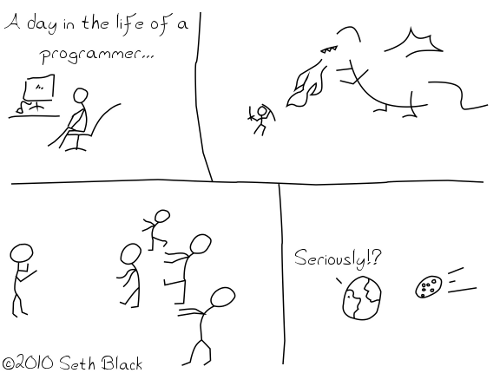 A day in the life of a
programmer...
Seriously!?
©2010 Seth Black